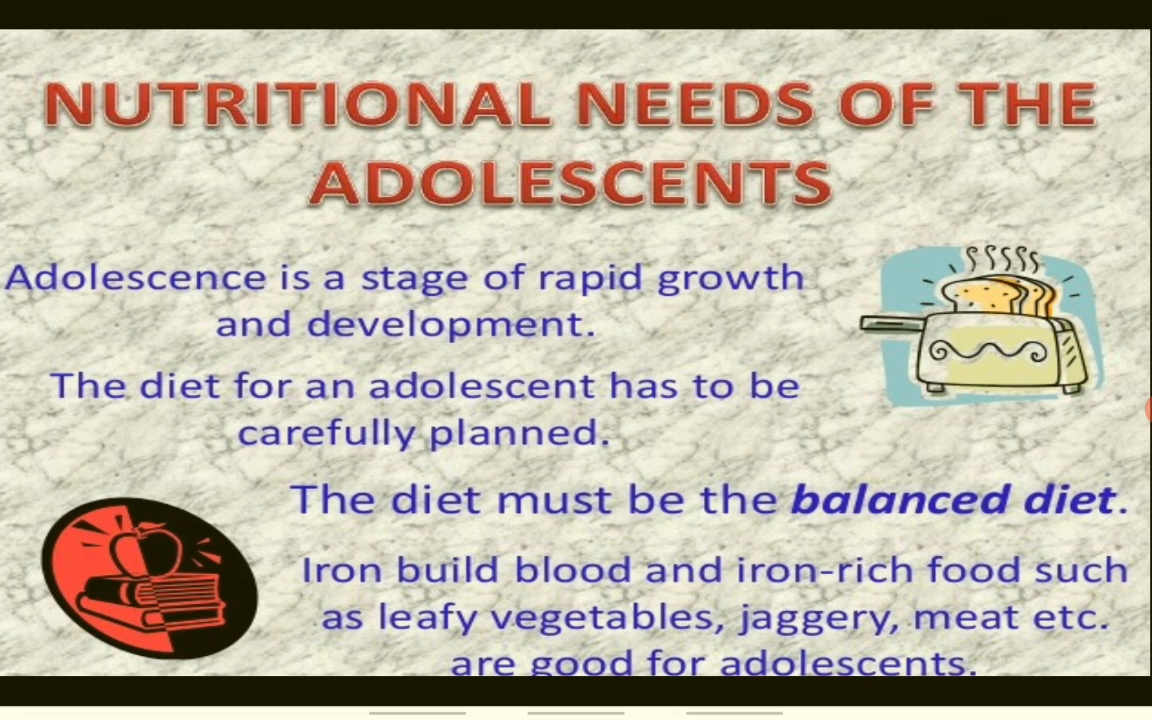 NUTRITIONAL NEEDS OF THE
ADOLESCENTS
Adolescence is a stage of rapid growth
and development.
The diet for an adolescent has to be
carefully planned.
The diet must be the balanced diet.
Iron build blood and iron-rich food such
as leafy vegetables, jaggery, meat etc.
are good for adolescents.